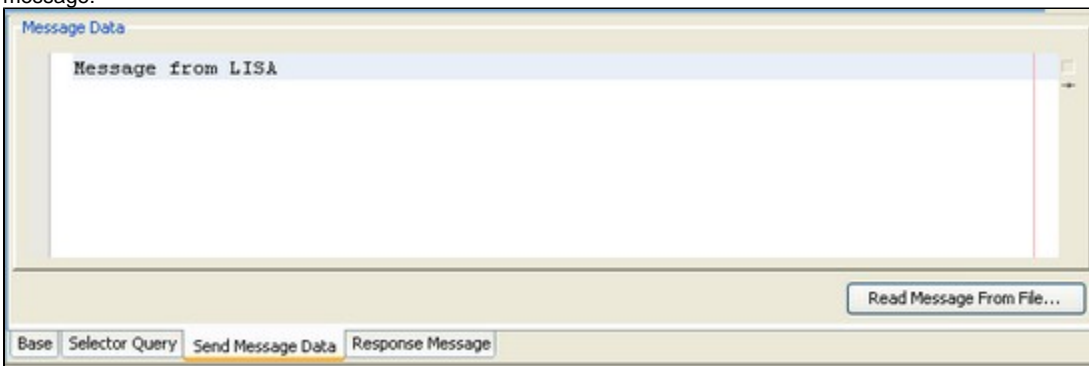 message.
Message Data
Message from LISA
Read Message From File...
Base Selector Query Send Message Data Response Message